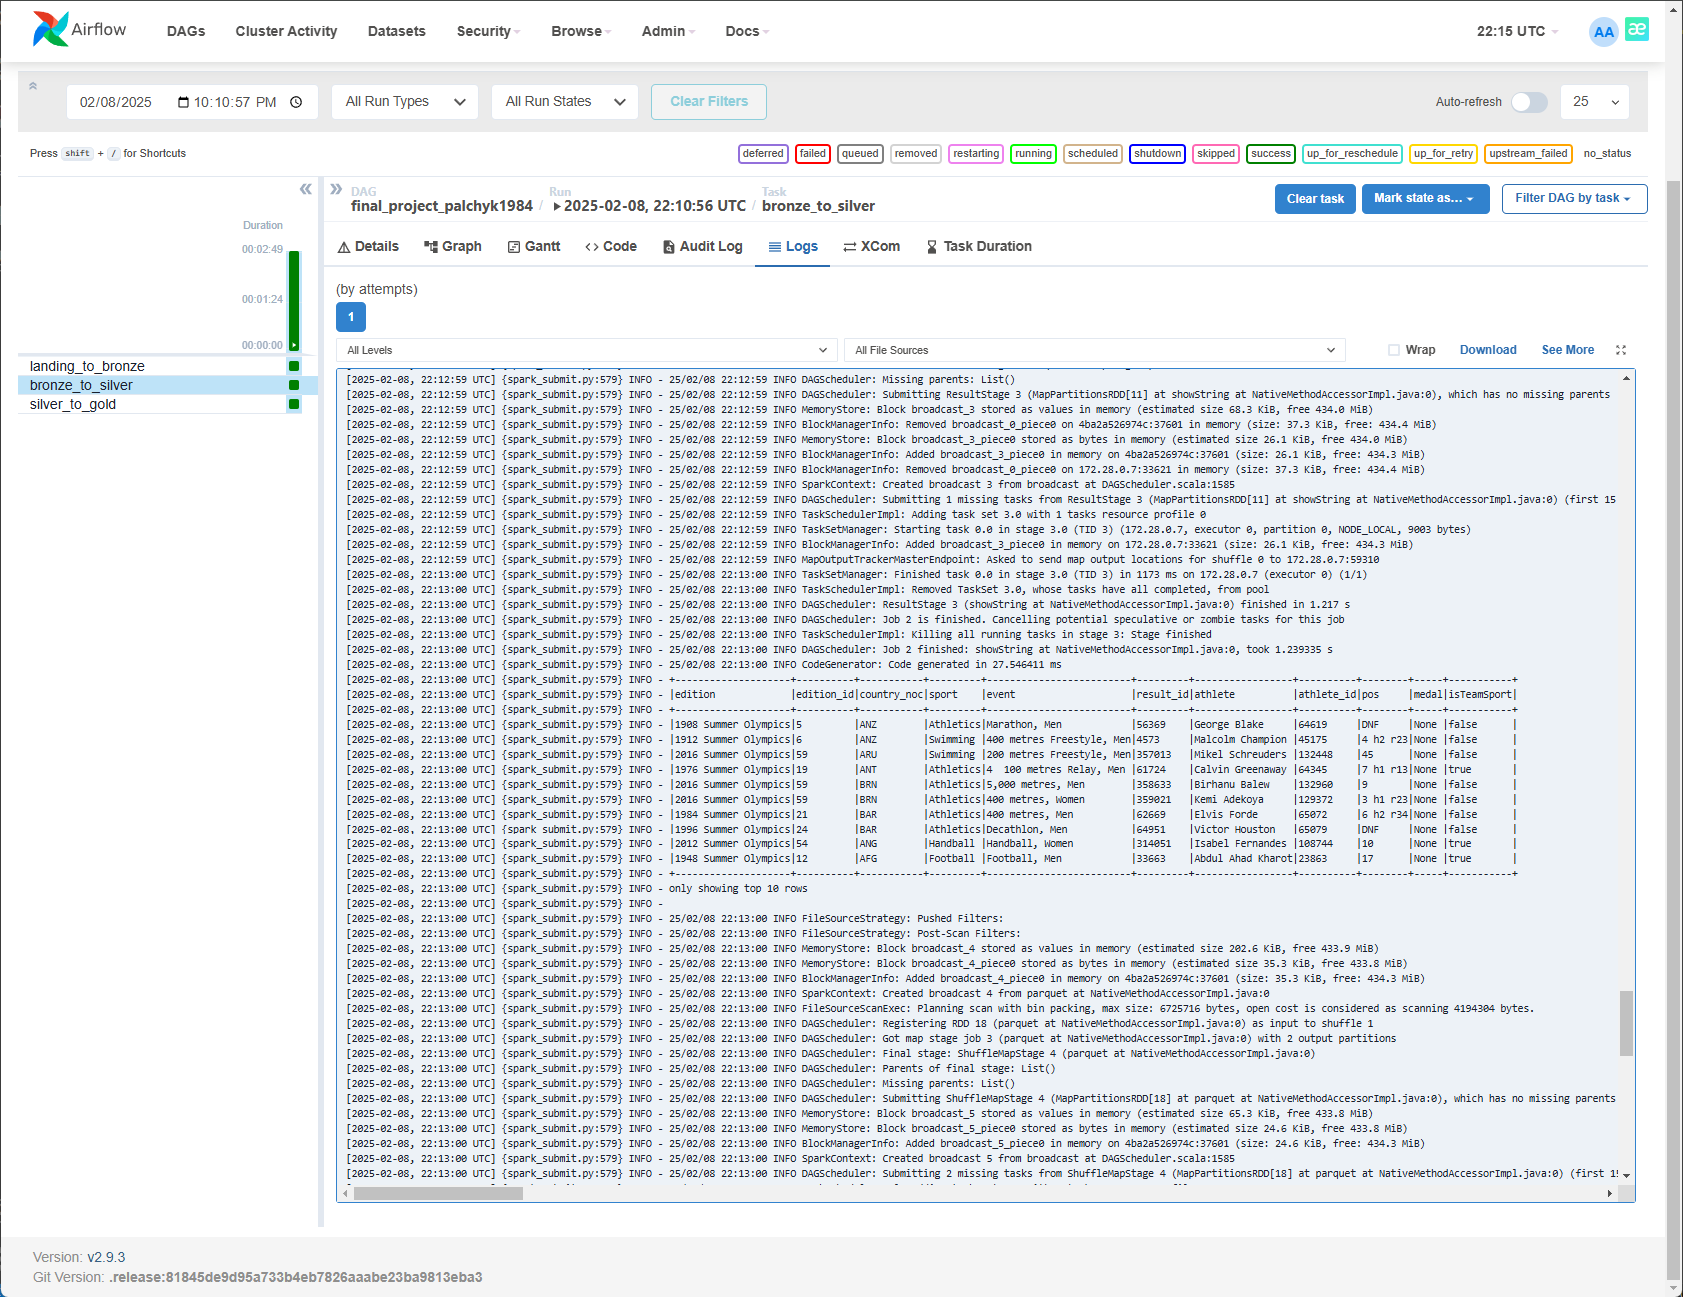 Airflow DAGs Cluster Activity Datasets Security Browse Admin Docs 22:15 UTC AA æ
02/08/2025 10:10:57 PM All Run Types All Run States Clear Filters Auto-refresh 25
Press shift + / for Shortcuts deferred failed queued removed restarting running scheduled shutdown skipped success up_for_reschedule up_for_retry upstream_failed no_status
DAG Run Task
final_project_palchyk1984 / 2025-02-08, 22:10:56 UTC / bronze_to_silver Clear task Mark state as... Filter DAG by task
Duration
00:02:49
00:01:24
00:00:00
landing_to_bronze
bronze_to_silver
silver_to_gold
Details Graph Gantt Code Audit Log Logs XCom Task Duration
(by attempts)
1
All Levels All File Sources Wrap Download See More
[2025-02-08, 22:12:59 UTC] {spark_submit.py:579} INFO - 25/02/08 22:12:59 INFO DAGScheduler: Missing parents: List()
[2025-02-08, 22:12:59 UTC] {spark_submit.py:579} INFO - 25/02/08 22:12:59 INFO DAGScheduler: Submitting ResultStage 3 (MapPartitionsRDD[11] at showString at NativeMethodAccessorImpl.java:0), which has no missing parents
[2025-02-08, 22:12:59 UTC] {spark_submit.py:579} INFO - 25/02/08 22:12:59 INFO MemoryStore: Block broadcast_3 stored as values in memory (estimated size 68.3 KiB, free 434.0 MiB)
[2025-02-08, 22:12:59 UTC] {spark_submit.py:579} INFO - 25/02/08 22:12:59 INFO BlockManagerInfo: Removed broadcast_0_piece0 on 4ba2a526974c:37601 in memory (size: 37.3 KiB, free: 434.4 MiB)
[2025-02-08, 22:12:59 UTC] {spark_submit.py:579} INFO - 25/02/08 22:12:59 INFO MemoryStore: Block broadcast_3_piece0 stored as bytes in memory (estimated size 26.1 KiB, free 434.0 MiB)
[2025-02-08, 22:12:59 UTC] {spark_submit.py:579} INFO - 25/02/08 22:12:59 INFO BlockManagerInfo: Added broadcast_3_piece0 in memory on 4ba2a526974c:37601 (size: 26.1 KiB, free: 434.3 MiB)
[2025-02-08, 22:12:59 UTC] {spark_submit.py:579} INFO - 25/02/08 22:12:59 INFO BlockManagerInfo: Removed broadcast_0_piece0 on 172.28.0.7:33621 in memory (size: 37.3 KiB, free: 434.4 MiB)
[2025-02-08, 22:12:59 UTC] {spark_submit.py:579} INFO - 25/02/08 22:12:59 INFO SparkContext: Created broadcast 3 from broadcast at DAGScheduler.scala:1585
[2025-02-08, 22:12:59 UTC] {spark_submit.py:579} INFO - 25/02/08 22:12:59 INFO DAGScheduler: Submitting 1 missing tasks from ResultStage 3 (MapPartitionsRDD[11] at showString at NativeMethodAccessorImpl.java:0) (first 15
[2025-02-08, 22:12:59 UTC] {spark_submit.py:579} INFO - 25/02/08 22:12:59 INFO TaskSchedulerImpl: Adding task set 3.0 with 1 tasks resource profile 0
[2025-02-08, 22:12:59 UTC] {spark_submit.py:579} INFO - 25/02/08 22:12:59 INFO TaskSetManager: Starting task 0.0 in stage 3.0 (TID 3) (172.28.0.7, executor 0, partition 0, NODE_LOCAL, 9003 bytes)
[2025-02-08, 22:12:59 UTC] {spark_submit.py:579} INFO - 25/02/08 22:12:59 INFO BlockManagerInfo: Added broadcast_3_piece0 in memory on 172.28.0.7:33621 (size: 26.1 KiB, free: 434.3 MiB)
[2025-02-08, 22:12:59 UTC] {spark_submit.py:579} INFO - 25/02/08 22:12:59 INFO MapOutputTrackerMasterEndpoint: Asked to send map output locations for shuffle 0 to 172.28.0.7:59310
[2025-02-08, 22:13:00 UTC] {spark_submit.py:579} INFO - 25/02/08 22:13:00 INFO TaskSetManager: Finished task 0.0 in stage 3.0 (TID 3) in 1173 ms on 172.28.0.7 (executor 0) (1/1)
[2025-02-08, 22:13:00 UTC] {spark_submit.py:579} INFO - 25/02/08 22:13:00 INFO TaskSchedulerImpl: Removed TaskSet 3.0, whose tasks have all completed, from pool
[2025-02-08, 22:13:00 UTC] {spark_submit.py:579} INFO - 25/02/08 22:13:00 INFO DAGScheduler: ResultStage 3 (showString at NativeMethodAccessorImpl.java:0) finished in 1.217 s
[2025-02-08, 22:13:00 UTC] {spark_submit.py:579} INFO - 25/02/08 22:13:00 INFO DAGScheduler: Job 2 is finished. Cancelling potential speculative or zombie tasks for this job
[2025-02-08, 22:13:00 UTC] {spark_submit.py:579} INFO - 25/02/08 22:13:00 INFO TaskSchedulerImpl: Killing all running tasks in stage 3: Stage finished
[2025-02-08, 22:13:00 UTC] {spark_submit.py:579} INFO - 25/02/08 22:13:00 INFO DAGScheduler: Job 2 finished: showString at NativeMethodAccessorImpl.java:0, took 1.239335 s
[2025-02-08, 22:13:00 UTC] {spark_submit.py:579} INFO - 25/02/08 22:13:00 INFO CodeGenerator: Code generated in 27.546411 ms
[2025-02-08, 22:13:00 UTC] {spark_submit.py:579} INFO - +--------------------+----------+-----------+---------+-------------------------+---------+-----------------+----------+--------+-----+-----------+
[2025-02-08, 22:13:00 UTC] {spark_submit.py:579} INFO - |edition             |edition_id|country_noc|sport    |event                    |result_id|athlete          |athlete_id|pos     |medal|isTeamSport|
[2025-02-08, 22:13:00 UTC] {spark_submit.py:579} INFO - +--------------------+----------+-----------+---------+-------------------------+---------+-----------------+----------+--------+-----+-----------+
[2025-02-08, 22:13:00 UTC] {spark_submit.py:579} INFO - |1908 Summer Olympics|5         |ANZ        |Athletics|Marathon, Men            |56369    |George Blake     |64619     |DNF     |None |false      |
[2025-02-08, 22:13:00 UTC] {spark_submit.py:579} INFO - |1912 Summer Olympics|6         |ANZ        |Swimming |400 metres Freestyle, Men|4573     |Malcolm Champion |45175     |4 h2 r23|None |false      |
[2025-02-08, 22:13:00 UTC] {spark_submit.py:579} INFO - |2016 Summer Olympics|59        |ARU        |Swimming |200 metres Freestyle, Men|357013   |Mikel Schreuders |132448    |45      |None |false      |
[2025-02-08, 22:13:00 UTC] {spark_submit.py:579} INFO - |1976 Summer Olympics|19        |ANT        |Athletics|4  100 metres Relay, Men |61724    |Calvin Greenaway |64345     |7 h1 r13|None |true       |
[2025-02-08, 22:13:00 UTC] {spark_submit.py:579} INFO - |2016 Summer Olympics|59        |BRN        |Athletics|5,000 metres, Men        |358633   |Birhanu Balew    |132960    |9       |None |false      |
[2025-02-08, 22:13:00 UTC] {spark_submit.py:579} INFO - |2016 Summer Olympics|59        |BRN        |Athletics|400 metres, Women        |359021   |Kemi Adekoya     |129372    |3 h1 r23|None |false      |
[2025-02-08, 22:13:00 UTC] {spark_submit.py:579} INFO - |1984 Summer Olympics|21        |BAR        |Athletics|400 metres, Men          |62669    |Elvis Forde      |65072     |6 h2 r34|None |false      |
[2025-02-08, 22:13:00 UTC] {spark_submit.py:579} INFO - |1996 Summer Olympics|24        |BAR        |Athletics|Decathlon, Men           |64951    |Victor Houston   |65079     |DNF     |None |false      |
[2025-02-08, 22:13:00 UTC] {spark_submit.py:579} INFO - |2012 Summer Olympics|54        |ANG        |Handball |Handball, Women          |314051   |Isabel Fernandes |108744    |10      |None |true       |
[2025-02-08, 22:13:00 UTC] {spark_submit.py:579} INFO - |1948 Summer Olympics|12        |AFG        |Football |Football, Men            |33663    |Abdul Ahad Kharot|23863     |17      |None |true       |
[2025-02-08, 22:13:00 UTC] {spark_submit.py:579} INFO - +--------------------+----------+-----------+---------+-------------------------+---------+-----------------+----------+--------+-----+-----------+
[2025-02-08, 22:13:00 UTC] {spark_submit.py:579} INFO - only showing top 10 rows
[2025-02-08, 22:13:00 UTC] {spark_submit.py:579} INFO -
[2025-02-08, 22:13:00 UTC] {spark_submit.py:579} INFO - 25/02/08 22:13:00 INFO FileSourceStrategy: Pushed Filters:
[2025-02-08, 22:13:00 UTC] {spark_submit.py:579} INFO - 25/02/08 22:13:00 INFO FileSourceStrategy: Post-Scan Filters:
[2025-02-08, 22:13:00 UTC] {spark_submit.py:579} INFO - 25/02/08 22:13:00 INFO MemoryStore: Block broadcast_4 stored as values in memory (estimated size 202.6 KiB, free 433.9 MiB)
[2025-02-08, 22:13:00 UTC] {spark_submit.py:579} INFO - 25/02/08 22:13:00 INFO MemoryStore: Block broadcast_4_piece0 stored as bytes in memory (estimated size 35.3 KiB, free 433.8 MiB)
[2025-02-08, 22:13:00 UTC] {spark_submit.py:579} INFO - 25/02/08 22:13:00 INFO BlockManagerInfo: Added broadcast_4_piece0 in memory on 4ba2a526974c:37601 (size: 35.3 KiB, free: 434.3 MiB)
[2025-02-08, 22:13:00 UTC] {spark_submit.py:579} INFO - 25/02/08 22:13:00 INFO SparkContext: Created broadcast 4 from parquet at NativeMethodAccessorImpl.java:0
[2025-02-08, 22:13:00 UTC] {spark_submit.py:579} INFO - 25/02/08 22:13:00 INFO FileSourceScanExec: Planning scan with bin packing, max size: 6725716 bytes, open cost is considered as scanning 4194304 bytes.
[2025-02-08, 22:13:00 UTC] {spark_submit.py:579} INFO - 25/02/08 22:13:00 INFO DAGScheduler: Registering RDD 18 (parquet at NativeMethodAccessorImpl.java:0) as input to shuffle 1
[2025-02-08, 22:13:00 UTC] {spark_submit.py:579} INFO - 25/02/08 22:13:00 INFO DAGScheduler: Got map stage job 3 (parquet at NativeMethodAccessorImpl.java:0) with 2 output partitions
[2025-02-08, 22:13:00 UTC] {spark_submit.py:579} INFO - 25/02/08 22:13:00 INFO DAGScheduler: Final stage: ShuffleMapStage 4 (parquet at NativeMethodAccessorImpl.java:0)
[2025-02-08, 22:13:00 UTC] {spark_submit.py:579} INFO - 25/02/08 22:13:00 INFO DAGScheduler: Parents of final stage: List()
[2025-02-08, 22:13:00 UTC] {spark_submit.py:579} INFO - 25/02/08 22:13:00 INFO DAGScheduler: Missing parents: List()
[2025-02-08, 22:13:00 UTC] {spark_submit.py:579} INFO - 25/02/08 22:13:00 INFO DAGScheduler: Submitting ShuffleMapStage 4 (MapPartitionsRDD[18] at parquet at NativeMethodAccessorImpl.java:0), which has no missing parents
[2025-02-08, 22:13:00 UTC] {spark_submit.py:579} INFO - 25/02/08 22:13:00 INFO MemoryStore: Block broadcast_5 stored as values in memory (estimated size 65.3 KiB, free 433.8 MiB)
[2025-02-08, 22:13:00 UTC] {spark_submit.py:579} INFO - 25/02/08 22:13:00 INFO MemoryStore: Block broadcast_5_piece0 stored as bytes in memory (estimated size 24.6 KiB, free 433.8 MiB)
[2025-02-08, 22:13:00 UTC] {spark_submit.py:579} INFO - 25/02/08 22:13:00 INFO BlockManagerInfo: Added broadcast_5_piece0 in memory on 4ba2a526974c:37601 (size: 24.6 KiB, free: 434.3 MiB)
[2025-02-08, 22:13:00 UTC] {spark_submit.py:579} INFO - 25/02/08 22:13:00 INFO SparkContext: Created broadcast 5 from broadcast at DAGScheduler.scala:1585
[2025-02-08, 22:13:00 UTC] {spark_submit.py:579} INFO - 25/02/08 22:13:00 INFO DAGScheduler: Submitting 2 missing tasks from ShuffleMapStage 4 (MapPartitionsRDD[18] at parquet at NativeMethodAccessorImpl.java:0) (first 15
Version: v2.9.3
Git Version: .release:81845de9d95a733b4eb7826aaabe23ba9813eba3